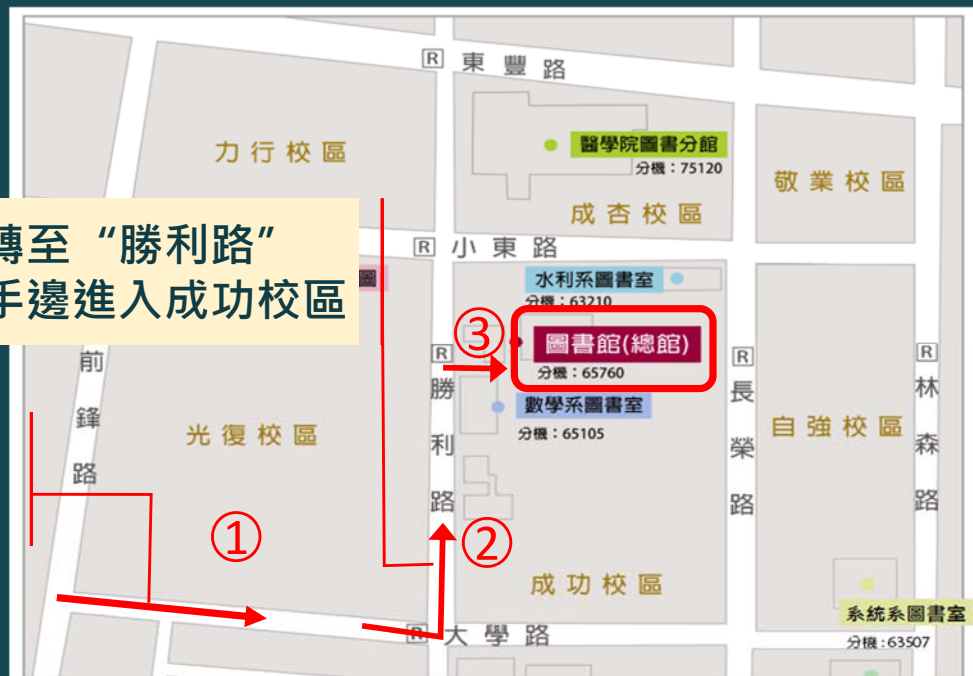 R 東豐路
力行校區
醫學院圖書分館
分機：75120
敬業校區
成杏校區
轉至“勝利路”
手邊進入成功校區
R 小東路
圖
水利系圖書室
分機：63210
③
圖書館(總館)
分機：65760
數學系圖書室
分機：65105
前鋒路
光復校區
R 勝利路
R 長榮路
自強校區
R 林森路
①
②
成功校區
系統系圖書室
分機：63507
R 大學路